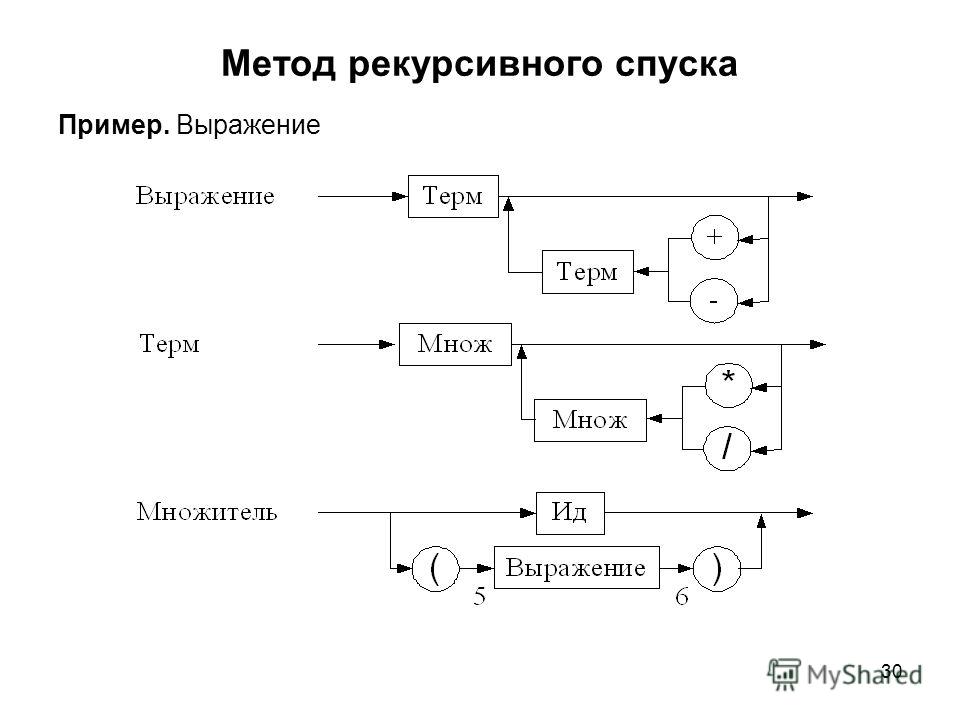 Метод рекурсивного спуска
Пример. Выражение
Выражение
Терм
+
Терм
-
Терм
Множ
*
Множ
/
Множитель
Ид
(
Выражение
)
5
6
MyShared
30